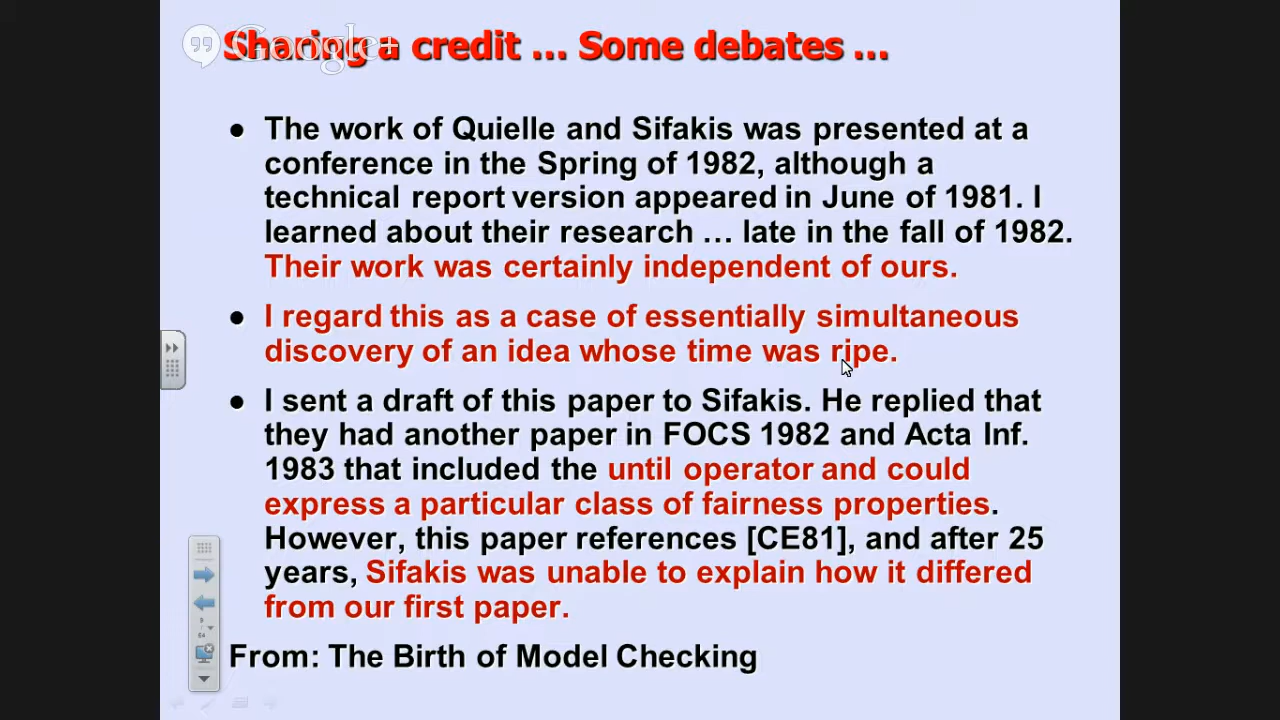 Sharing a credit … Some debates …
Google+
● The work of Quielle and Sifakis was presented at a
conference in the Spring of 1982, although a
technical report version appeared in June of 1981. I
learned about their research … late in the fall of 1982.
Their work was certainly independent of ours.
● I regard this as a case of essentially simultaneous
discovery of an idea whose time was ripe.
● I sent a draft of this paper to Sifakis. He replied that
they had another paper in FOCS 1982 and Acta Inf.
1983 that included the until operator and could
express a particular class of fairness properties.
However, this paper references [CE81], and after 25
years, Sifakis was unable to explain how it differed
from our first paper.
From: The Birth of Model Checking